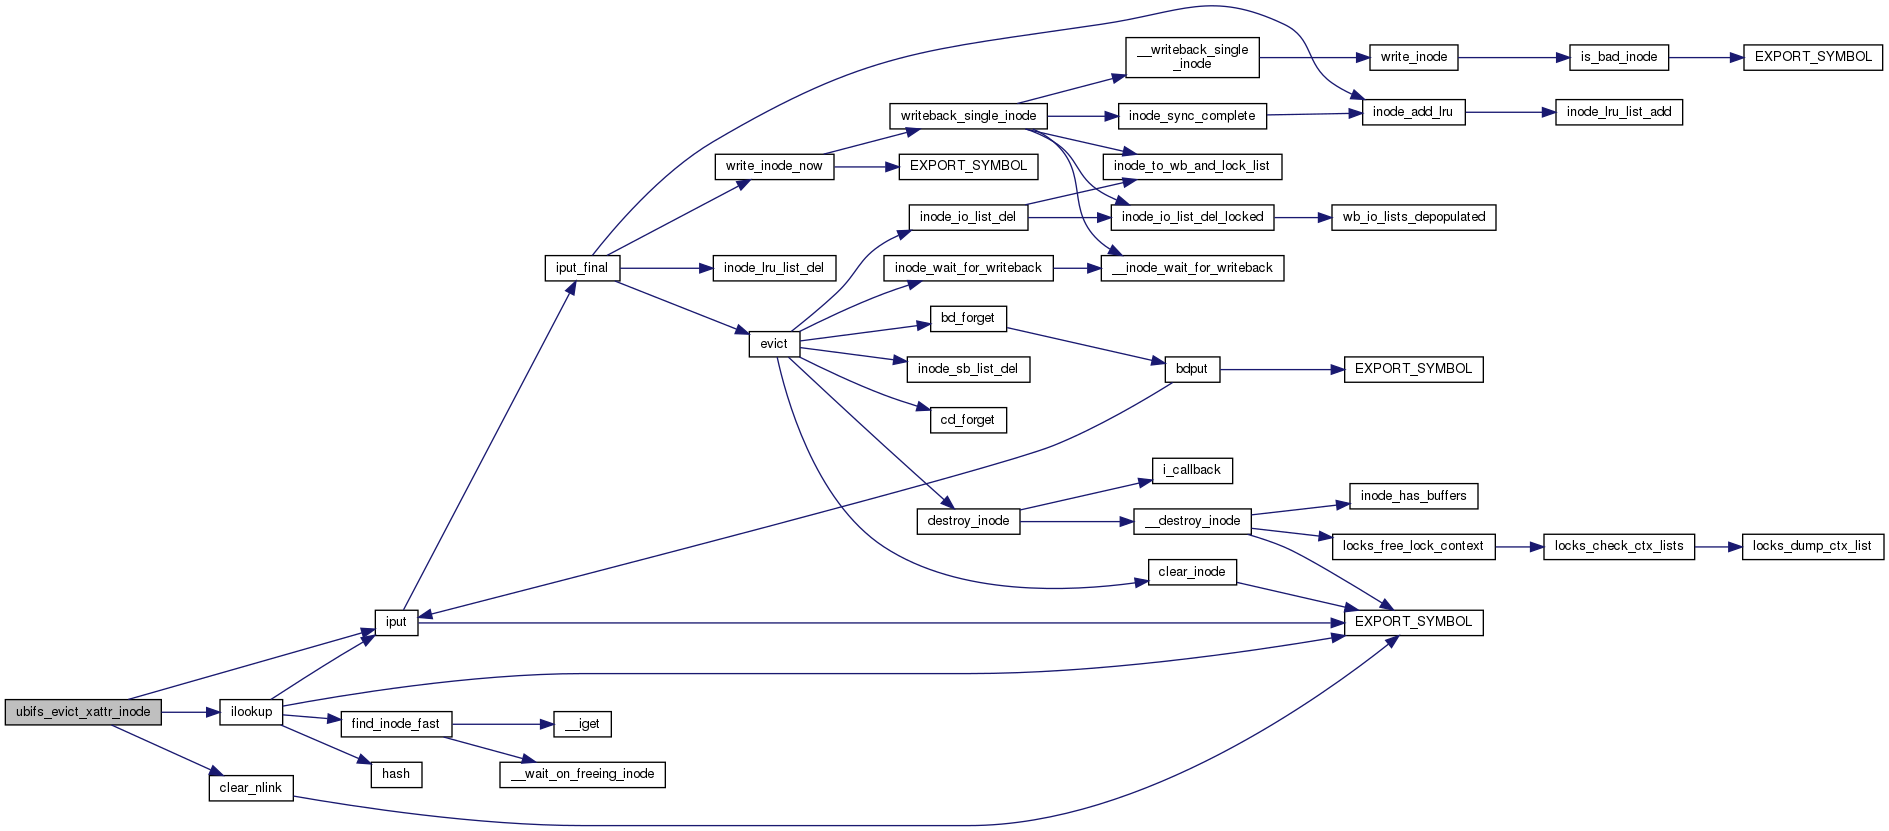 __writeback_single
_inode
write_inode
is_bad_inode
EXPORT_SYMBOL
writeback_single_inode
inode_sync_complete
inode_add_lru
inode_lru_list_add
write_inode_now
EXPORT_SYMBOL
inode_to_wb_and_lock_list
inode_io_list_del
inode_io_list_del_locked
wb_io_lists_depopulated
iput_final
inode_lru_list_del
inode_wait_for_writeback
__inode_wait_for_writeback
bd_forget
evict
inode_sb_list_del
bdput
EXPORT_SYMBOL
cd_forget
i_callback
inode_has_buffers
destroy_inode
__destroy_inode
locks_free_lock_context
locks_check_ctx_lists
locks_dump_ctx_list
clear_inode
iput
EXPORT_SYMBOL
ubifs_evict_xattr_inode
ilookup
find_inode_fast
__iget
hash
__wait_on_freeing_inode
clear_nlink